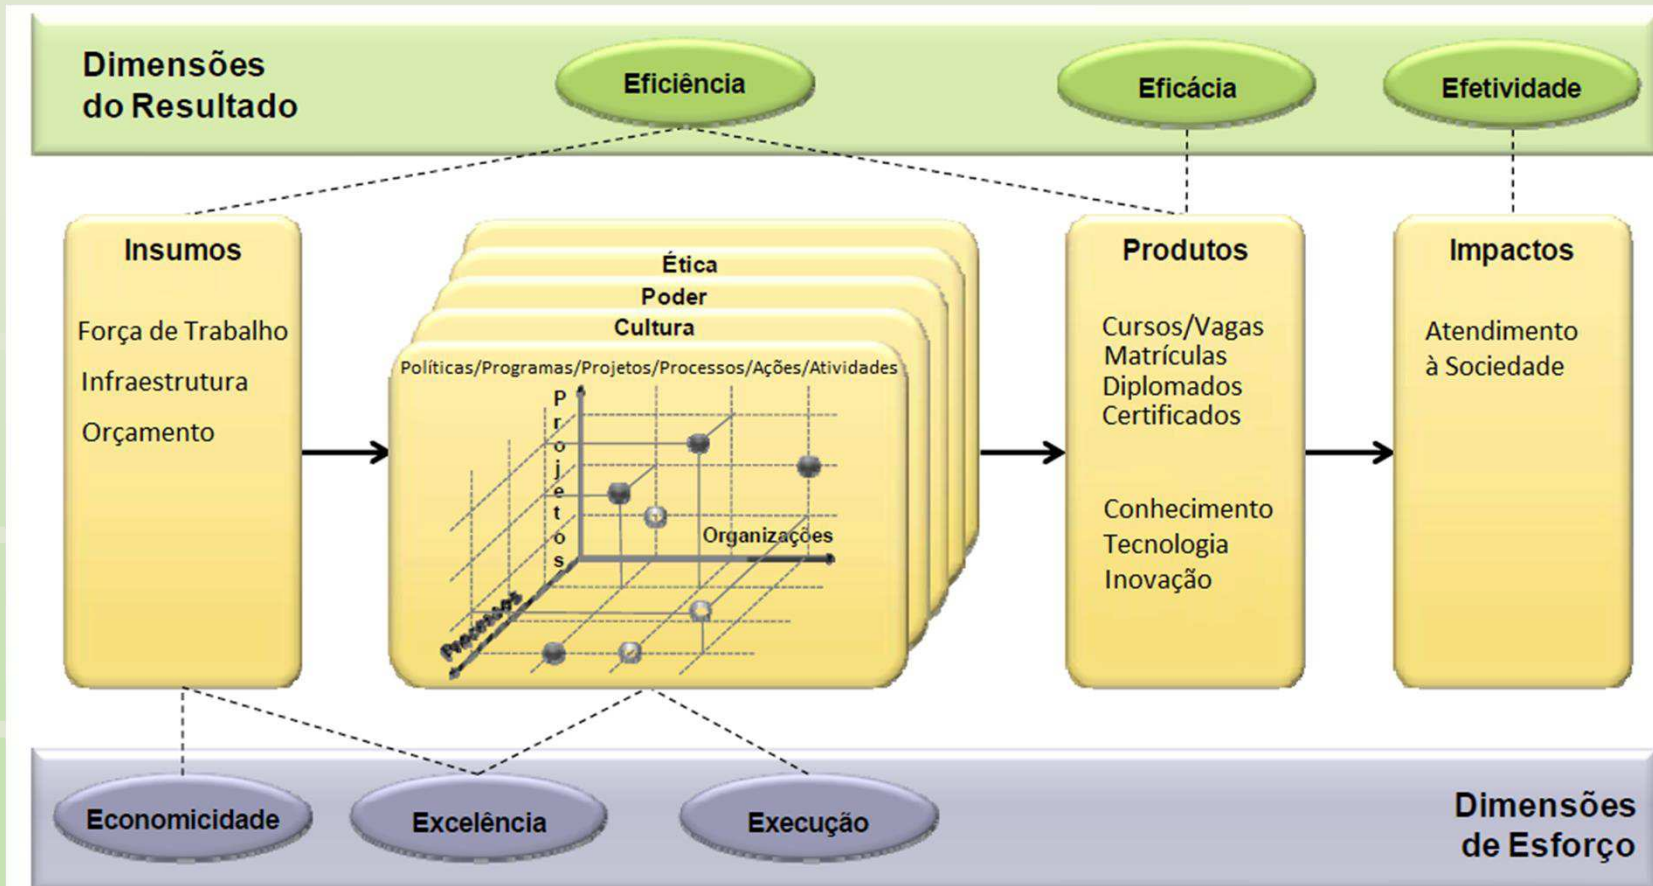 Dimensões
do Resultado
Eficiência
Eficácia
Efetividade
Insumos
Força de Trabalho
Infraestrutura
Orçamento
Ética
Poder
Cultura
Políticas/Programas/Projetos/Processos/Ações/Atividades
Projetos
Organizações
Processos
Produtos
Cursos/Vagas
Matrículas
Diplomados
Certificados
Conhecimento
Tecnologia
Inovação
Impactos
Atendimento
à Sociedade
Economicidade
Excelência
Execução
Dimensões
de Esforço